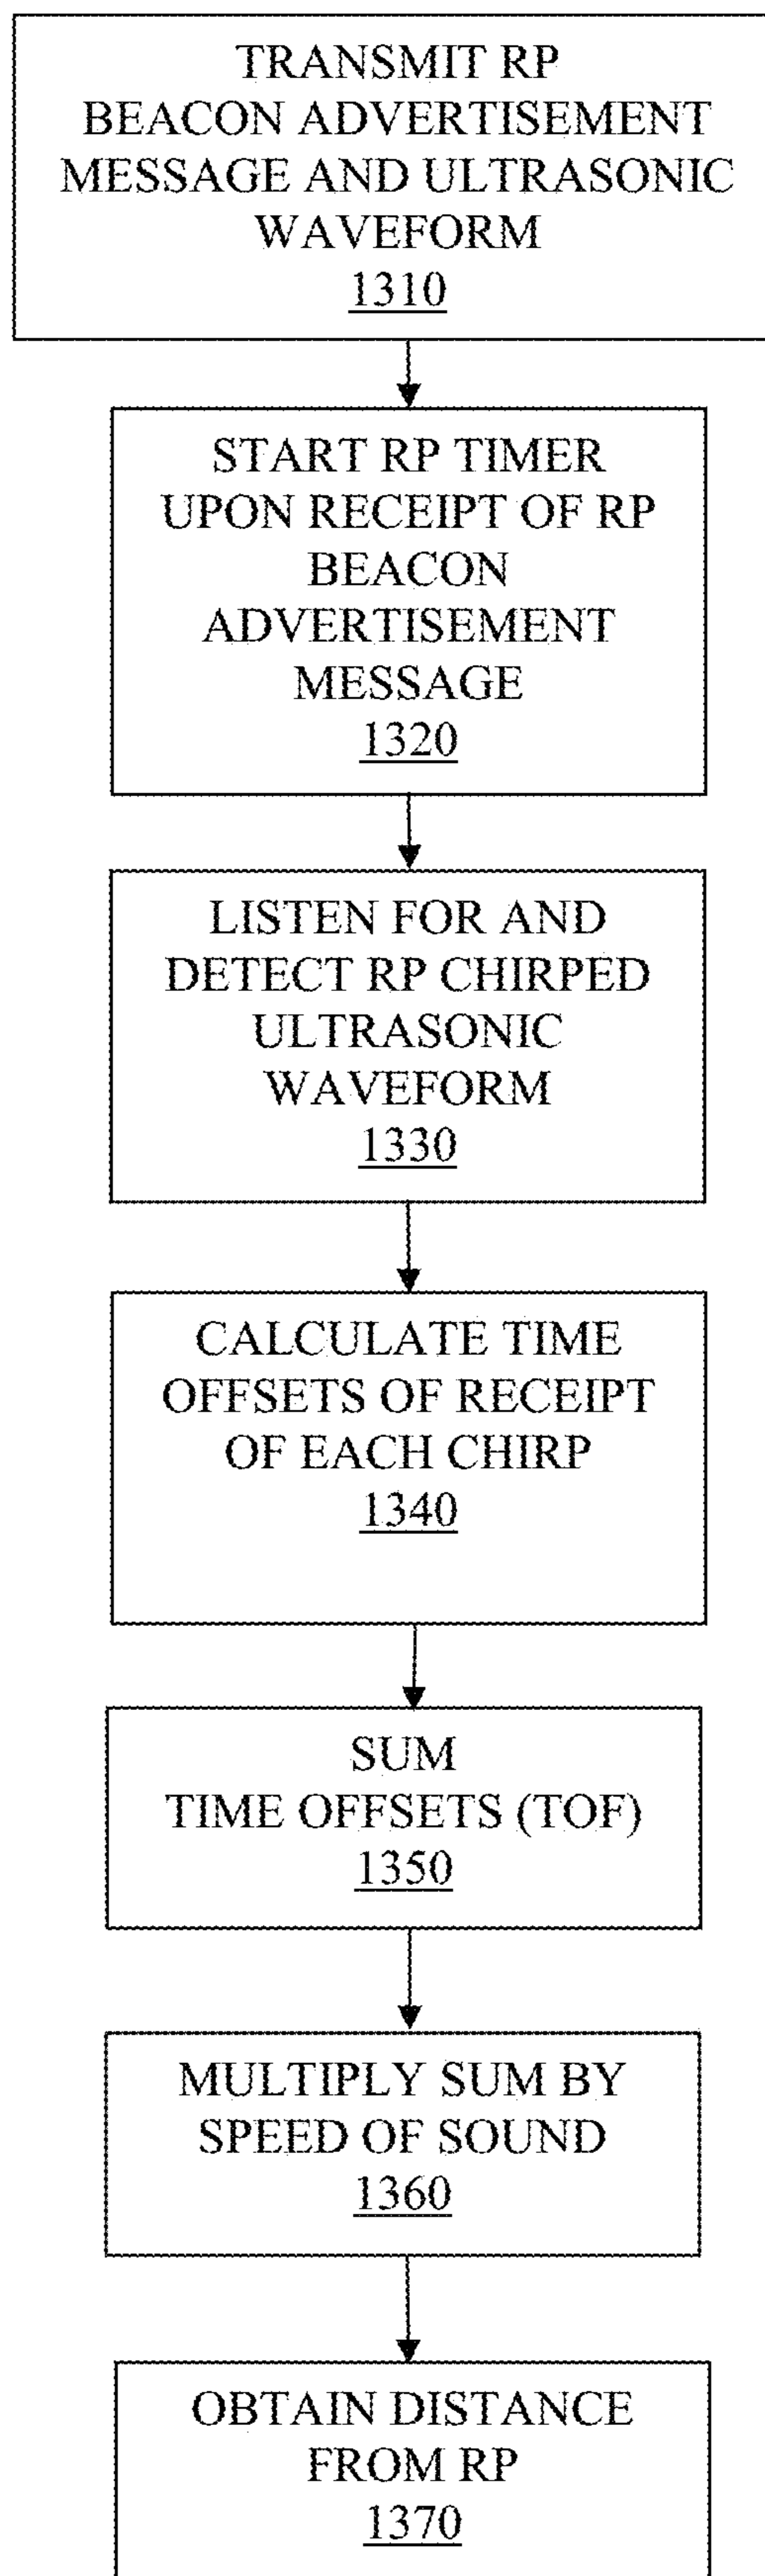 TRANSMIT RP
BEACON ADVERTISEMENT
MESSAGE AND ULTRASONIC
WAVEFORM
1310
START RP TIMER
UPON RECEIPT OF RP
BEACON
ADVERTISEMENT
MESSAGE
1320
LISTEN FOR AND
DETECT RP CHIRPED
ULTRASONIC
WAVEFORM
1330
CALCULATE TIME
OFFSETS OF RECEIPT
OF EACH CHIRP
1340
SUM
TIME OFFSETS (TOF)
1350
MULTIPLY SUM BY
SPEED OF SOUND
1360
OBTAIN DISTANCE
FROM RP
1370